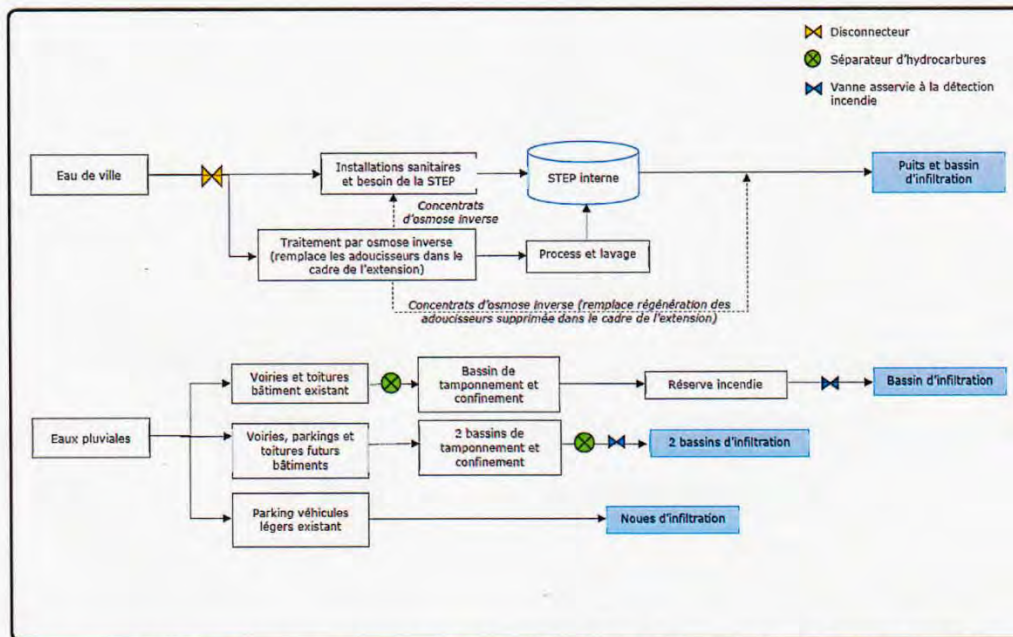 Disconnecteur
Séparateur d'hydrocarbures
Vanne asservie à la détection
incendie
Eau de ville
Installations sanitaires
et besoin de la STEP
STEP interne
Puits et bassin
d'infiltration
Concentrats
d'osmose inverse
Traitement par osmose inverse
(remplace les adoucisseurs dans le
cadre de l'extension)
Process et lavage
Concentrats d'osmose inverse (remplace régénération des
adoucisseurs supprimée dans le cadre de l'extension)
Voiries et toitures
bâtiment existant
Bassin de
tamponnement et
confinement
Réserve incendie
Bassin d'infiltration
Eaux pluviales
Voiries, parkings et
toitures futurs
bâtiments
2 bassins de
tamponnement et
confinement
2 bassins d'infiltration
Parking véhicules
légers existant
Noues d'infiltration